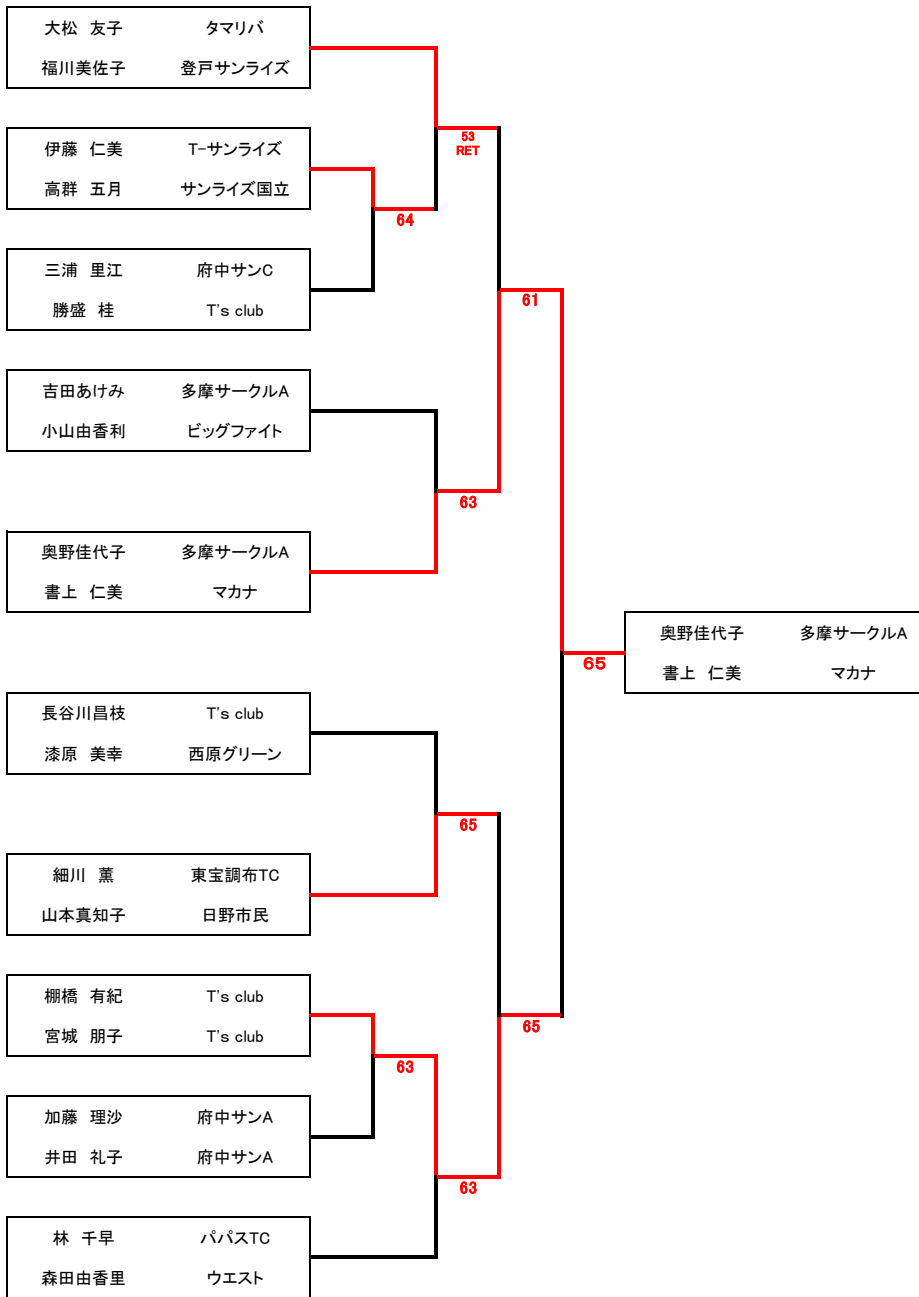 大松 友子 タマリバ
福川美佐子 登戸サンライズ
53
RET
伊藤 仁美 T-サンライズ
高群 五月 サンライズ国立
64
三浦 里江 府中サンC
勝盛 桂 T's club
61
吉田あけみ 多摩サークルA
小山由香利 ビッグファイト
63
奥野佳代子 多摩サークルA
書上 仁美 マカナ
奥野佳代子 多摩サークルA
書上 仁美 マカナ
65
長谷川昌枝 T's club
漆原 美幸 西原グリーン
65
細川 薫 東宝調布TC
山本真知子 日野市民
棚橋 有紀 T's club
宮城 朋子 T's club
65
63
加藤 理沙 府中サンA
井田 礼子 府中サンA
63
林 千早 パパスTC
森田由香里 ウエスト